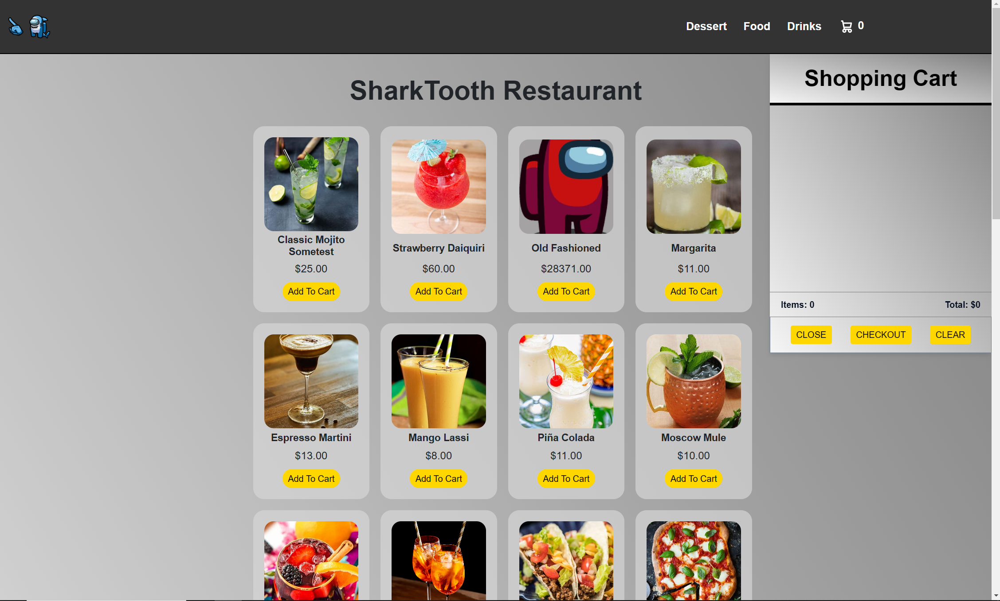 Dessert Food Drinks 0
SharkTooth Restaurant
Shopping Cart
Classic Mojito
Sometest
$25.00
Add To Cart
Strawberry Daiquiri
$60.00
Add To Cart
Old Fashioned
$28371.00
Add To Cart
Margarita
$11.00
Add To Cart
Items: 0 Total: $0
CLOSE CHECKOUT CLEAR
Espresso Martini
$13.00
Add To Cart
Mango Lassi
$8.00
Add To Cart
Piña Colada
$11.00
Add To Cart
Moscow Mule
$10.00
Add To Cart